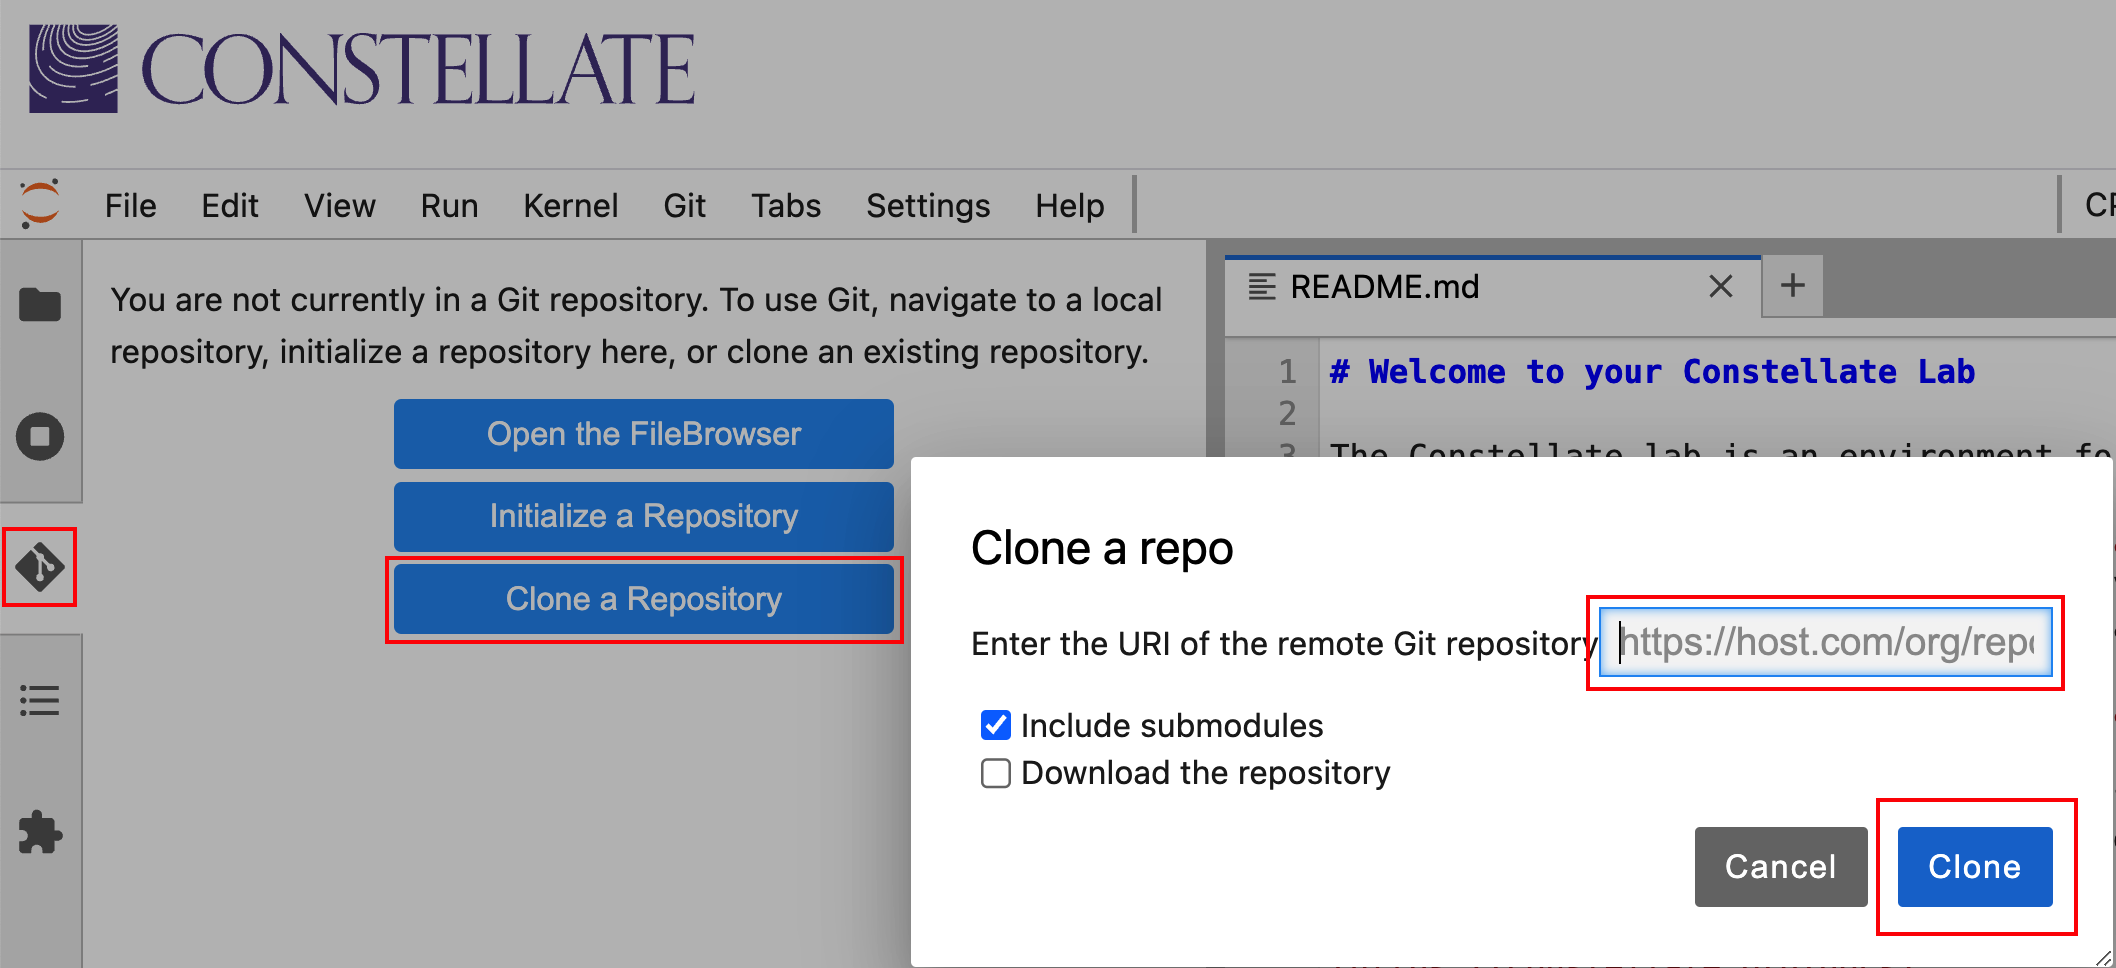 CONSTELLATE
File Edit View Run Kernel Git Tabs Settings Help
You are not currently in a Git repository. To use Git, navigate to a local
repository, initialize a repository here, or clone an existing repository.
Open the FileBrowser
Initialize a Repository
Clone a Repository
README.md
1 # Welcome to your Constellate Lab
2
3 The Constellate lab is an environment fo
Clone a repo
Enter the URI of the remote Git repository https://host.com/org/repo
Include submodules
Download the repository
Cancel Clone